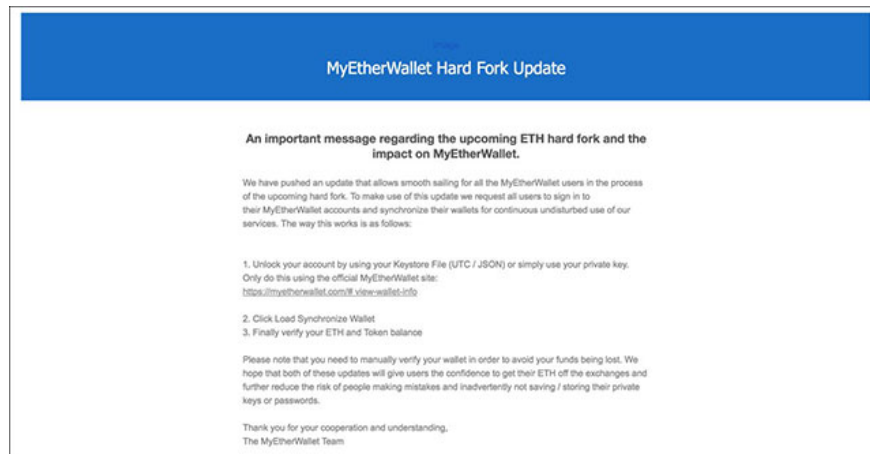 image
MyEtherWallet Hard Fork Update
An important message regarding the upcoming ETH hard fork and the
impact on MyEtherWallet.
We have pushed an update that allows smooth sailing for all the MyEtherWallet users in the process
of the upcoming hard fork. To make use of this update we request all users to sign in to
their MyEtherWallet accounts and synchronize their wallets for continuous undisturbed use of our
services. The way this works is as follows:
1. Unlock your account by using your Keystore File (UTC / JSON) or simply use your private key.
Only do this using the official MyEtherWallet site:
https://myetherwallet.com/# view-wallet-info
2. Click Load Synchronize Wallet
3. Finally verify your ETH and Token balance
Please note that you need to manually verify your wallet in order to avoid your funds being lost. We
hope that both of these updates will give users the confidence to get their ETH off the exchanges and
further reduce the risk of people making mistakes and inadvertently not saving / storing their private
keys or passwords.
Thank you for your cooperation and understanding,
The MyEtherWallet Team